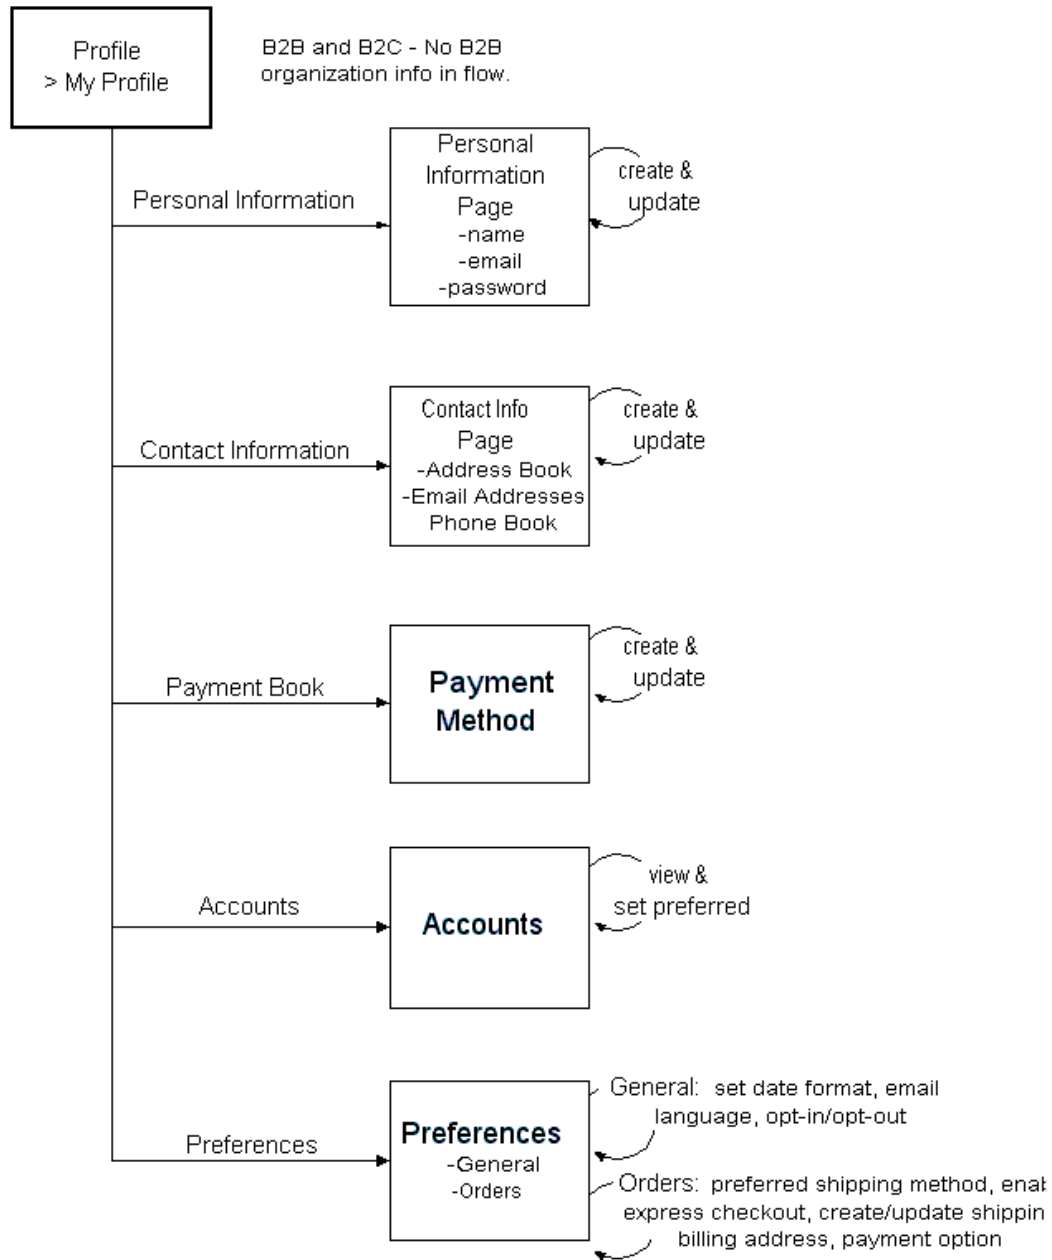 Profile
> My Profile
B2B and B2C - No B2B
organization info in flow.
Personal Information
Personal
Information
Page
-name
-email
-password
create &
update
Contact Information
Contact Info
Page
-Address Book
-Email Addresses
Phone Book
create &
update
Payment Book
Payment
Method
create &
update
Accounts
Accounts
view &
set preferred
Preferences
Preferences
-General
-Orders
General: set date format, email
language, opt-in/opt-out
Orders: preferred shipping method,
express checkout, create/update
billing address, payment option